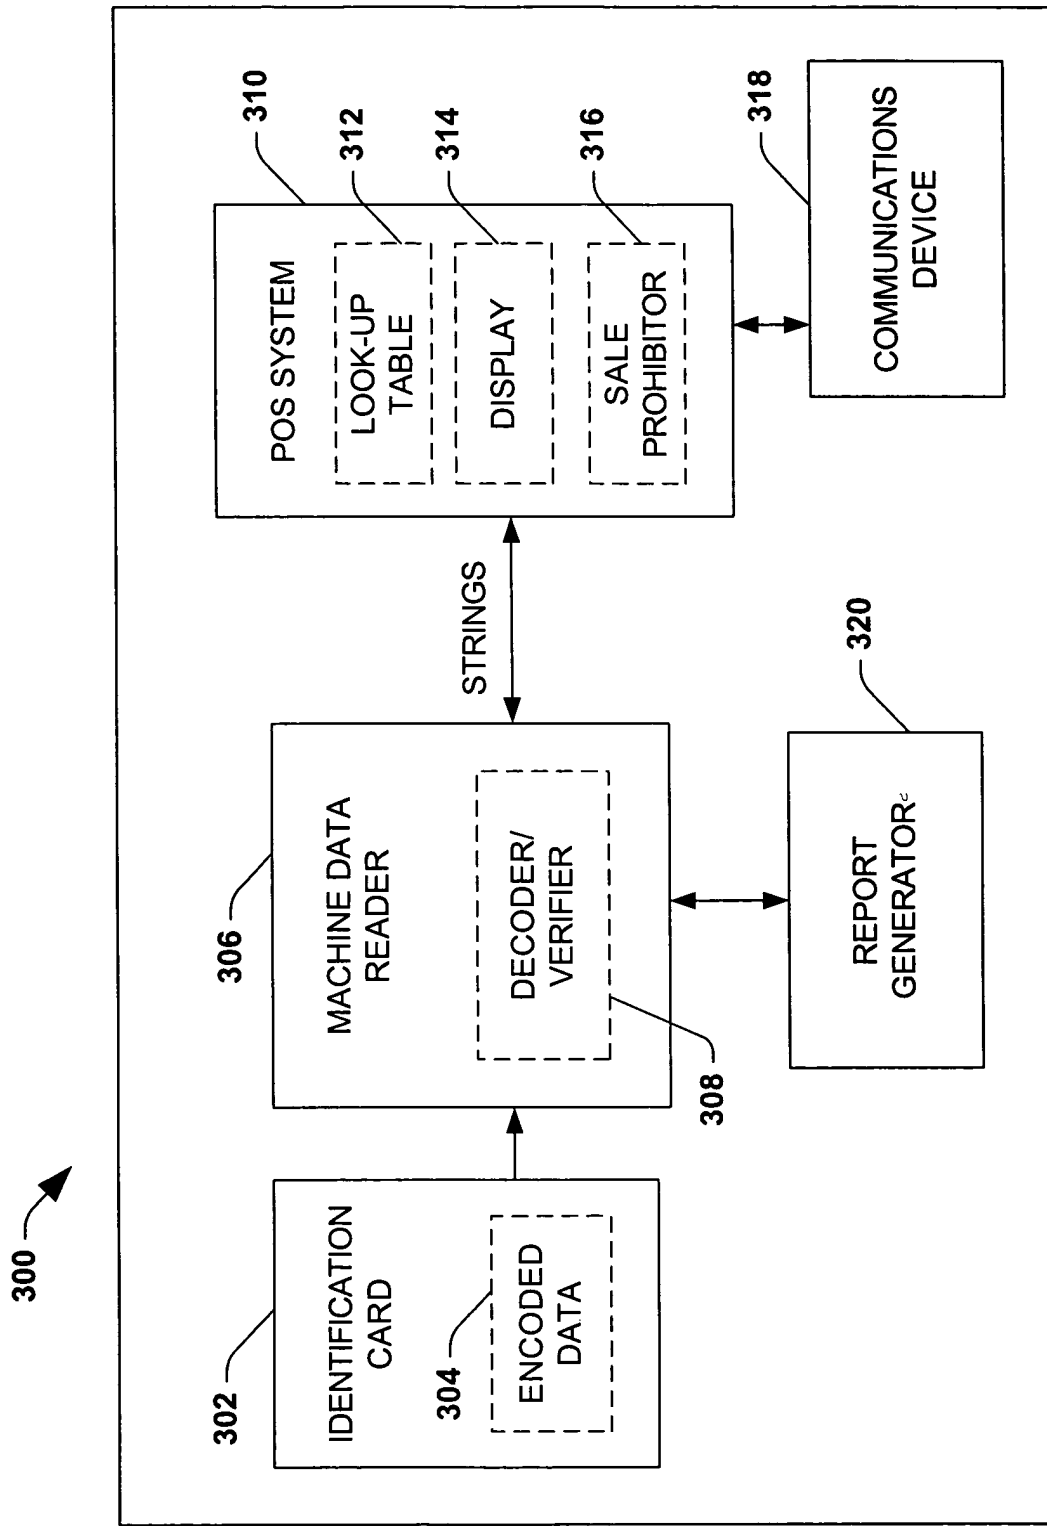 300
302
IDENTIFICATION
CARD
304
ENCODED
DATA
306
MACHINE DATA
READER
DECODER/
VERIFIER
308
STRINGS
310
POS SYSTEM
312
LOOK-UP
TABLE
314
DISPLAY
316
SALE
PROHIBITOR
318
COMMUNICATIONS
DEVICE
320
REPORT
GENERATOR